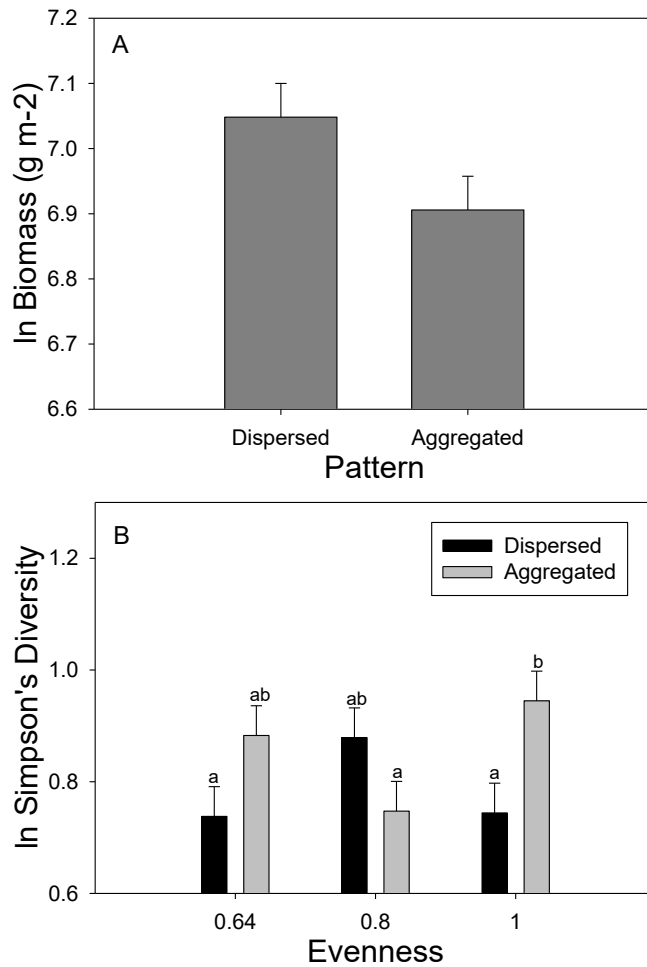 A
7.2
7.1
7.0
6.9
6.8
6.7
6.6
ln Biomass (g m-2)
Dispersed Aggregated
Pattern
B
Dispersed
Aggregated
1.2
1.0
0.8
0.6
ln Simpson's Diversity
a ab ab a a b
0.64 0.8 1
Evenness